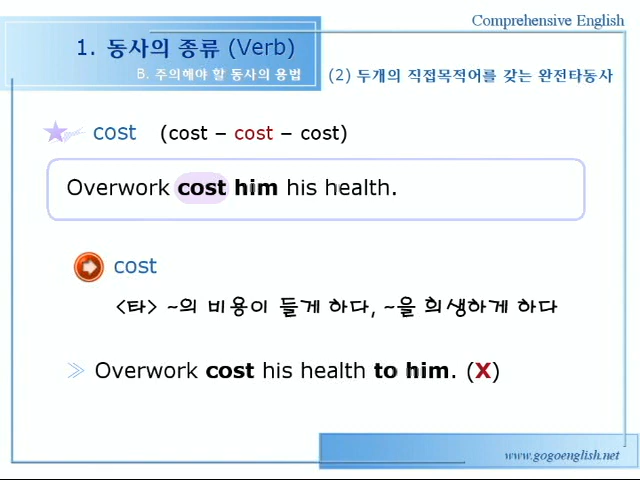 Comprehensive English
1. 동사의 종류 (Verb)
B. 주의해야 할 동사의 용법
(2) 두개의 직접목적어를 갖는 완전타동사
cost (cost – cost – cost)
Overwork cost him his health.
cost
<타> ~의 비용이 들게 하다, ~을 희생하게 하다
Overwork cost his health to him. (X)
www.gogoenglish.net